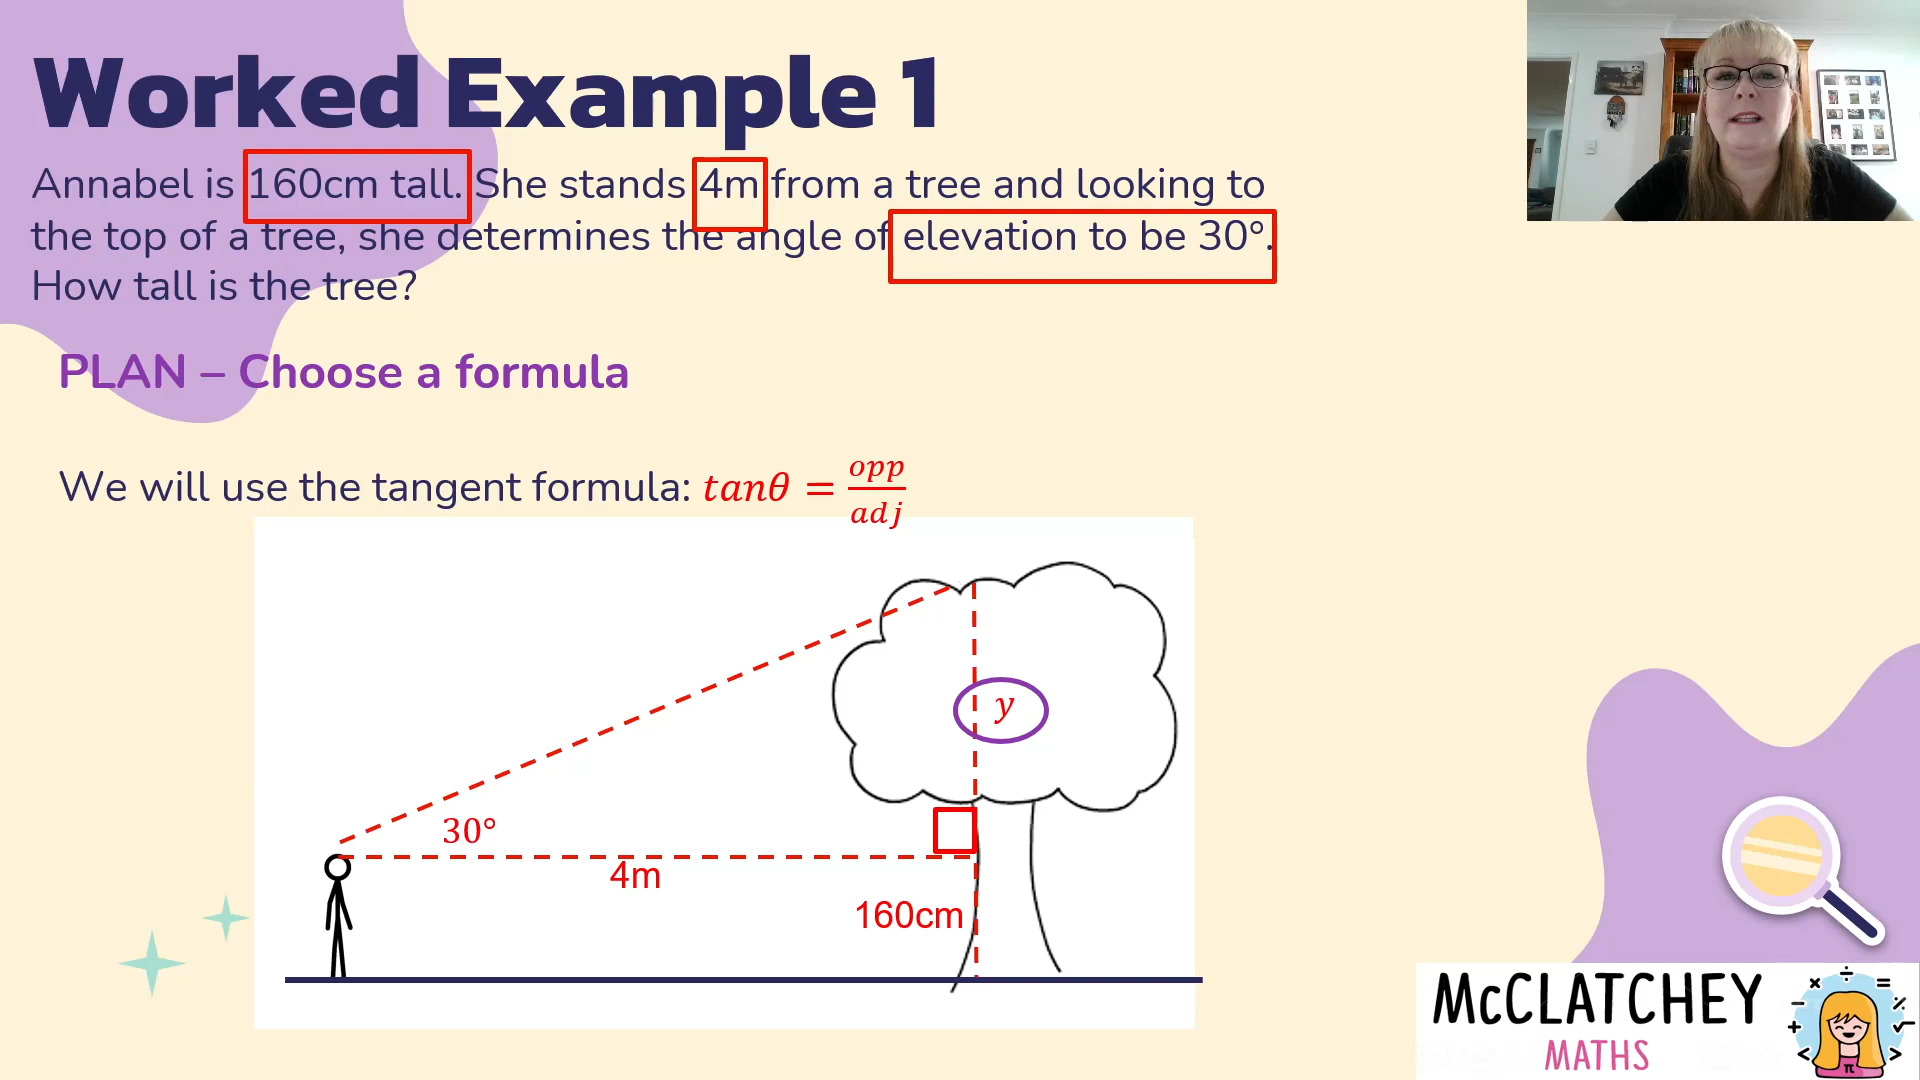 Worked Example 1
Annabel is 160cm tall. She stands 4m from a tree and looking to
the top of a tree, she determines the angle of elevation to be 30°.
How tall is the tree?
PLAN – Choose a formula
We will use the tangent formula: tanθ = opp/adj
y
30°
4m
160cm
McCLATCHEY
MATHS
× ÷ =
− %
+ √
< π >